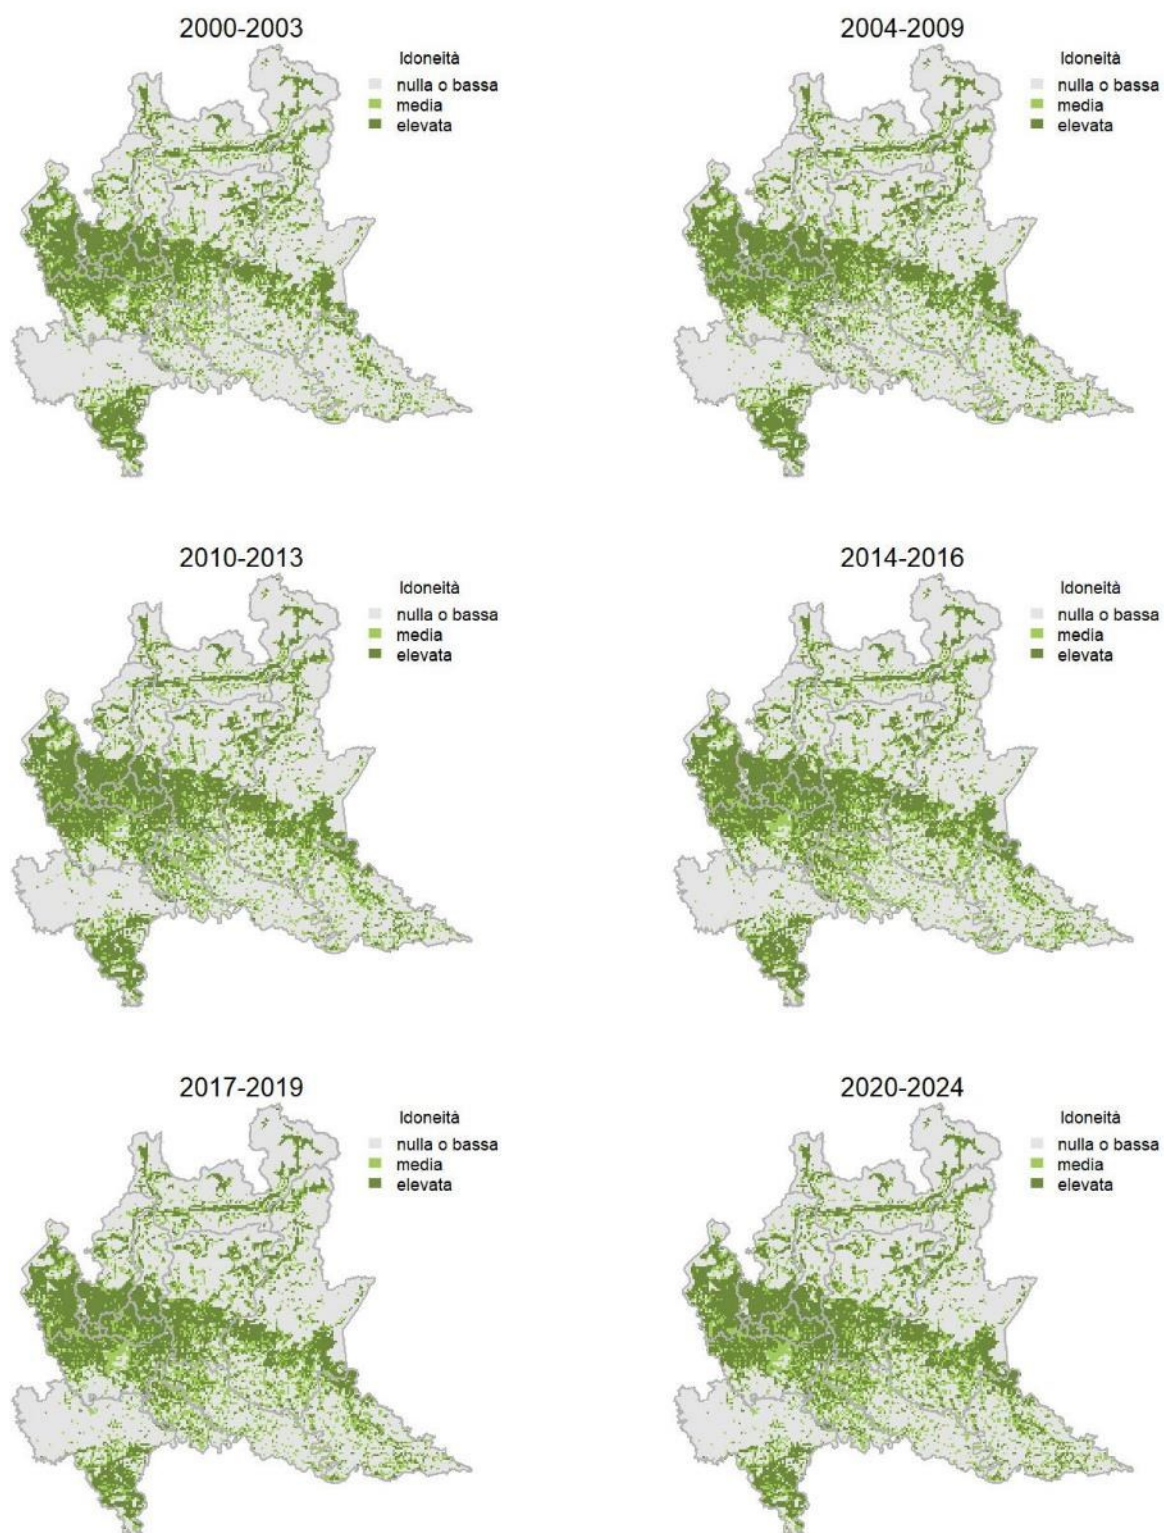 2000-2003
Idoneità
nulla o bassa
media
elevata
2004-2009
Idoneità
nulla o bassa
media
elevata
2010-2013
Idoneità
nulla o bassa
media
elevata
2014-2016
Idoneità
nulla o bassa
media
elevata
2017-2019
Idoneità
nulla o bassa
media
elevata
2020-2024
Idoneità
nulla o bassa
media
elevata